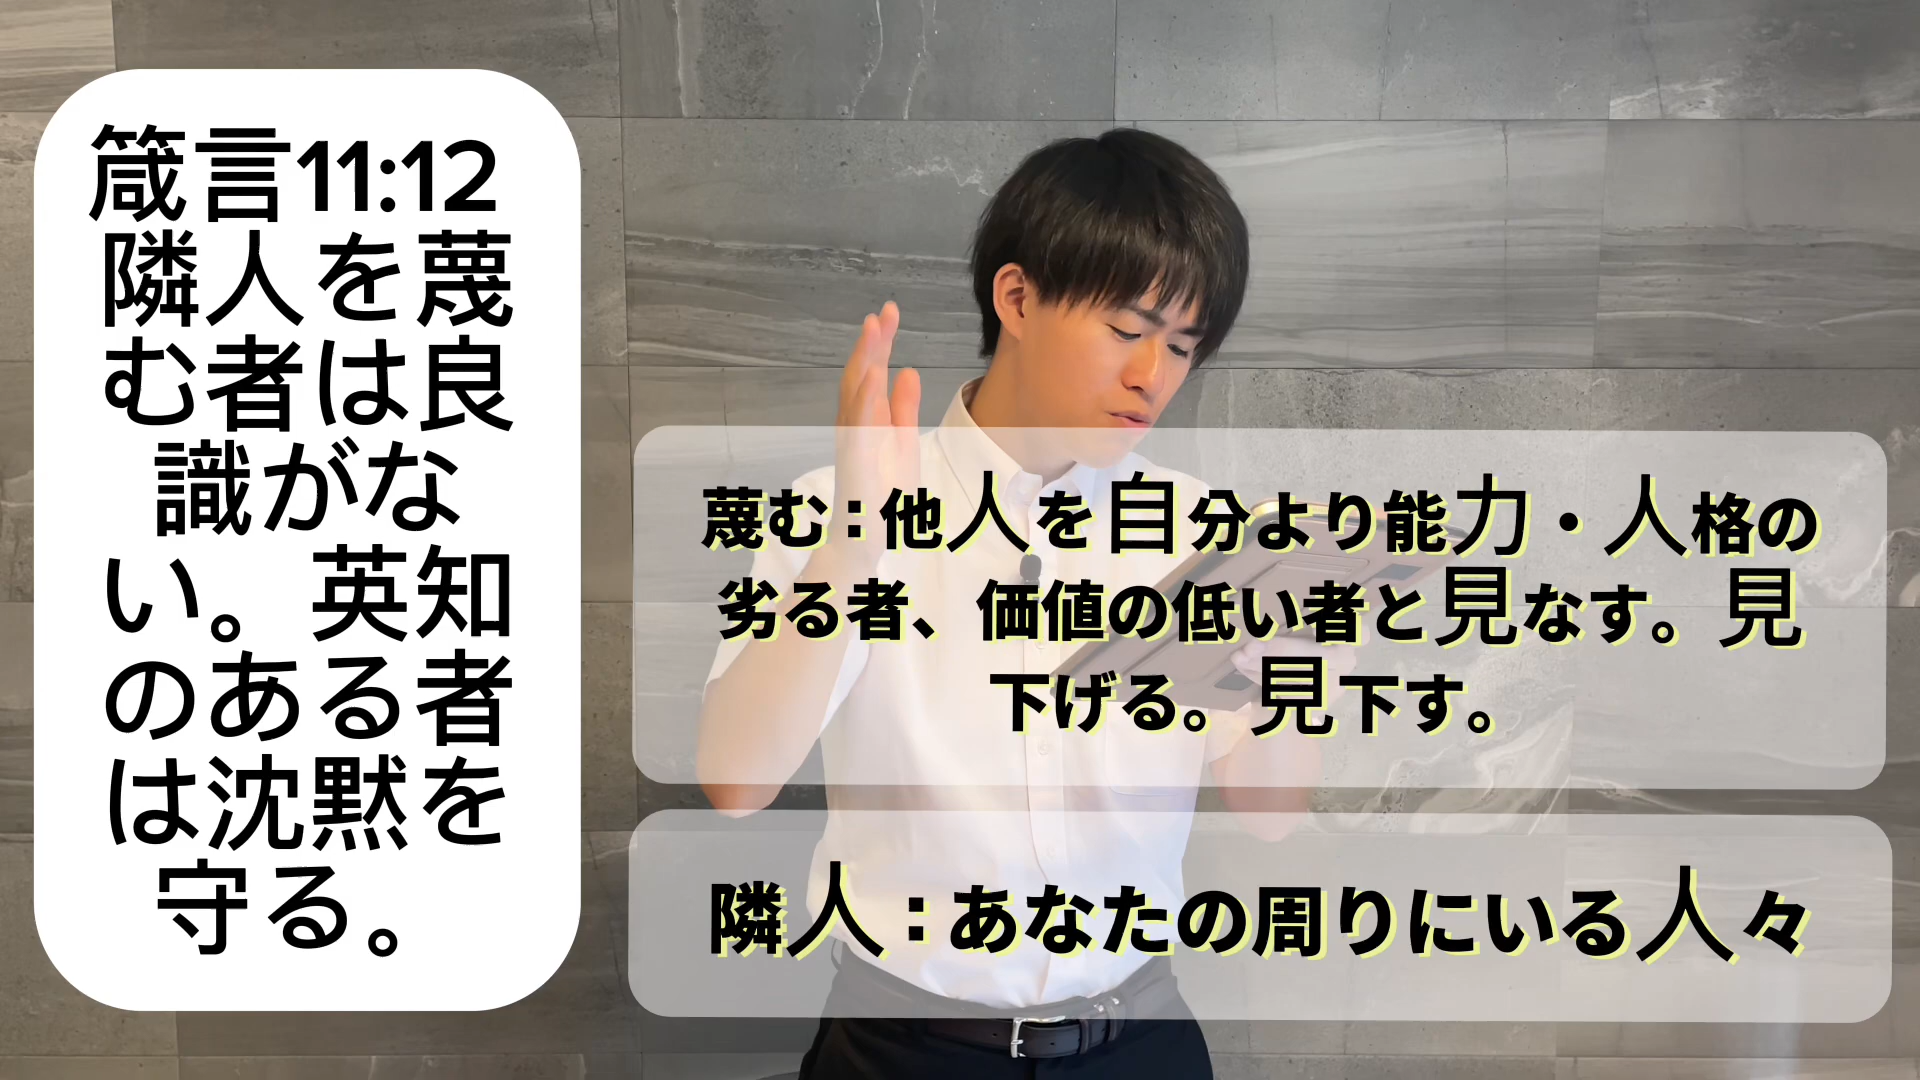 箴言11:12
隣人を蔑
む者は良
識がな
い。英知
のある者
は沈黙を
守る。
蔑む：他人を自分より能力・人格の
劣る者、価値の低い者と見なす。見
下げる。見下す。
隣人：あなたの周りにいる人々